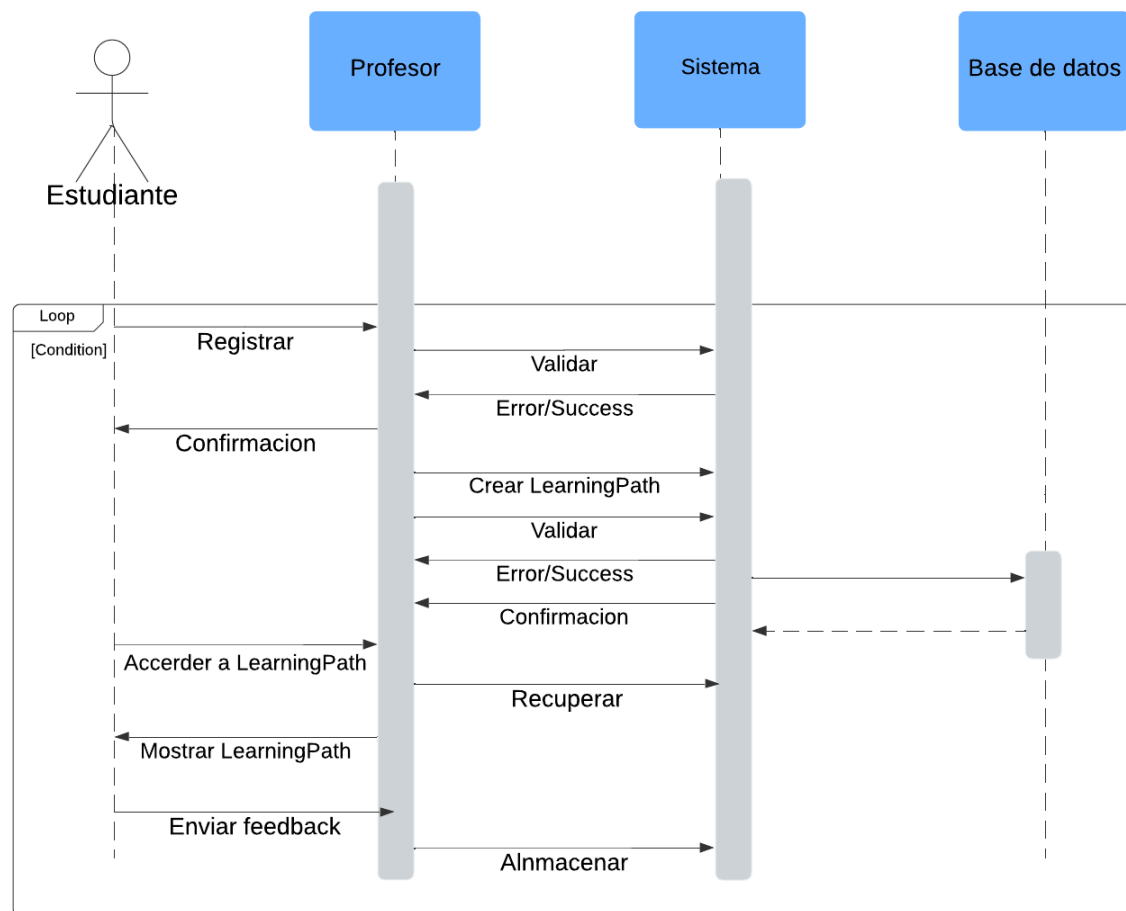 Profesor
Sistema
Base de datos
Estudiante
Loop
[Condition]
Registrar
Validar
Error/Success
Confirmacion
Crear LearningPath
Validar
Error/Success
Confirmacion
Accerder a LearningPath
Recuperar
Mostrar LearningPath
Enviar feedback
Alnmacenar